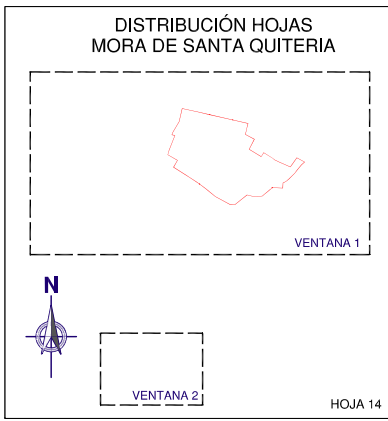 DISTRIBUCIÓN HOJAS
MORA DE SANTA QUITERIA
VENTANA 1
N
VENTANA 2
HOJA 14